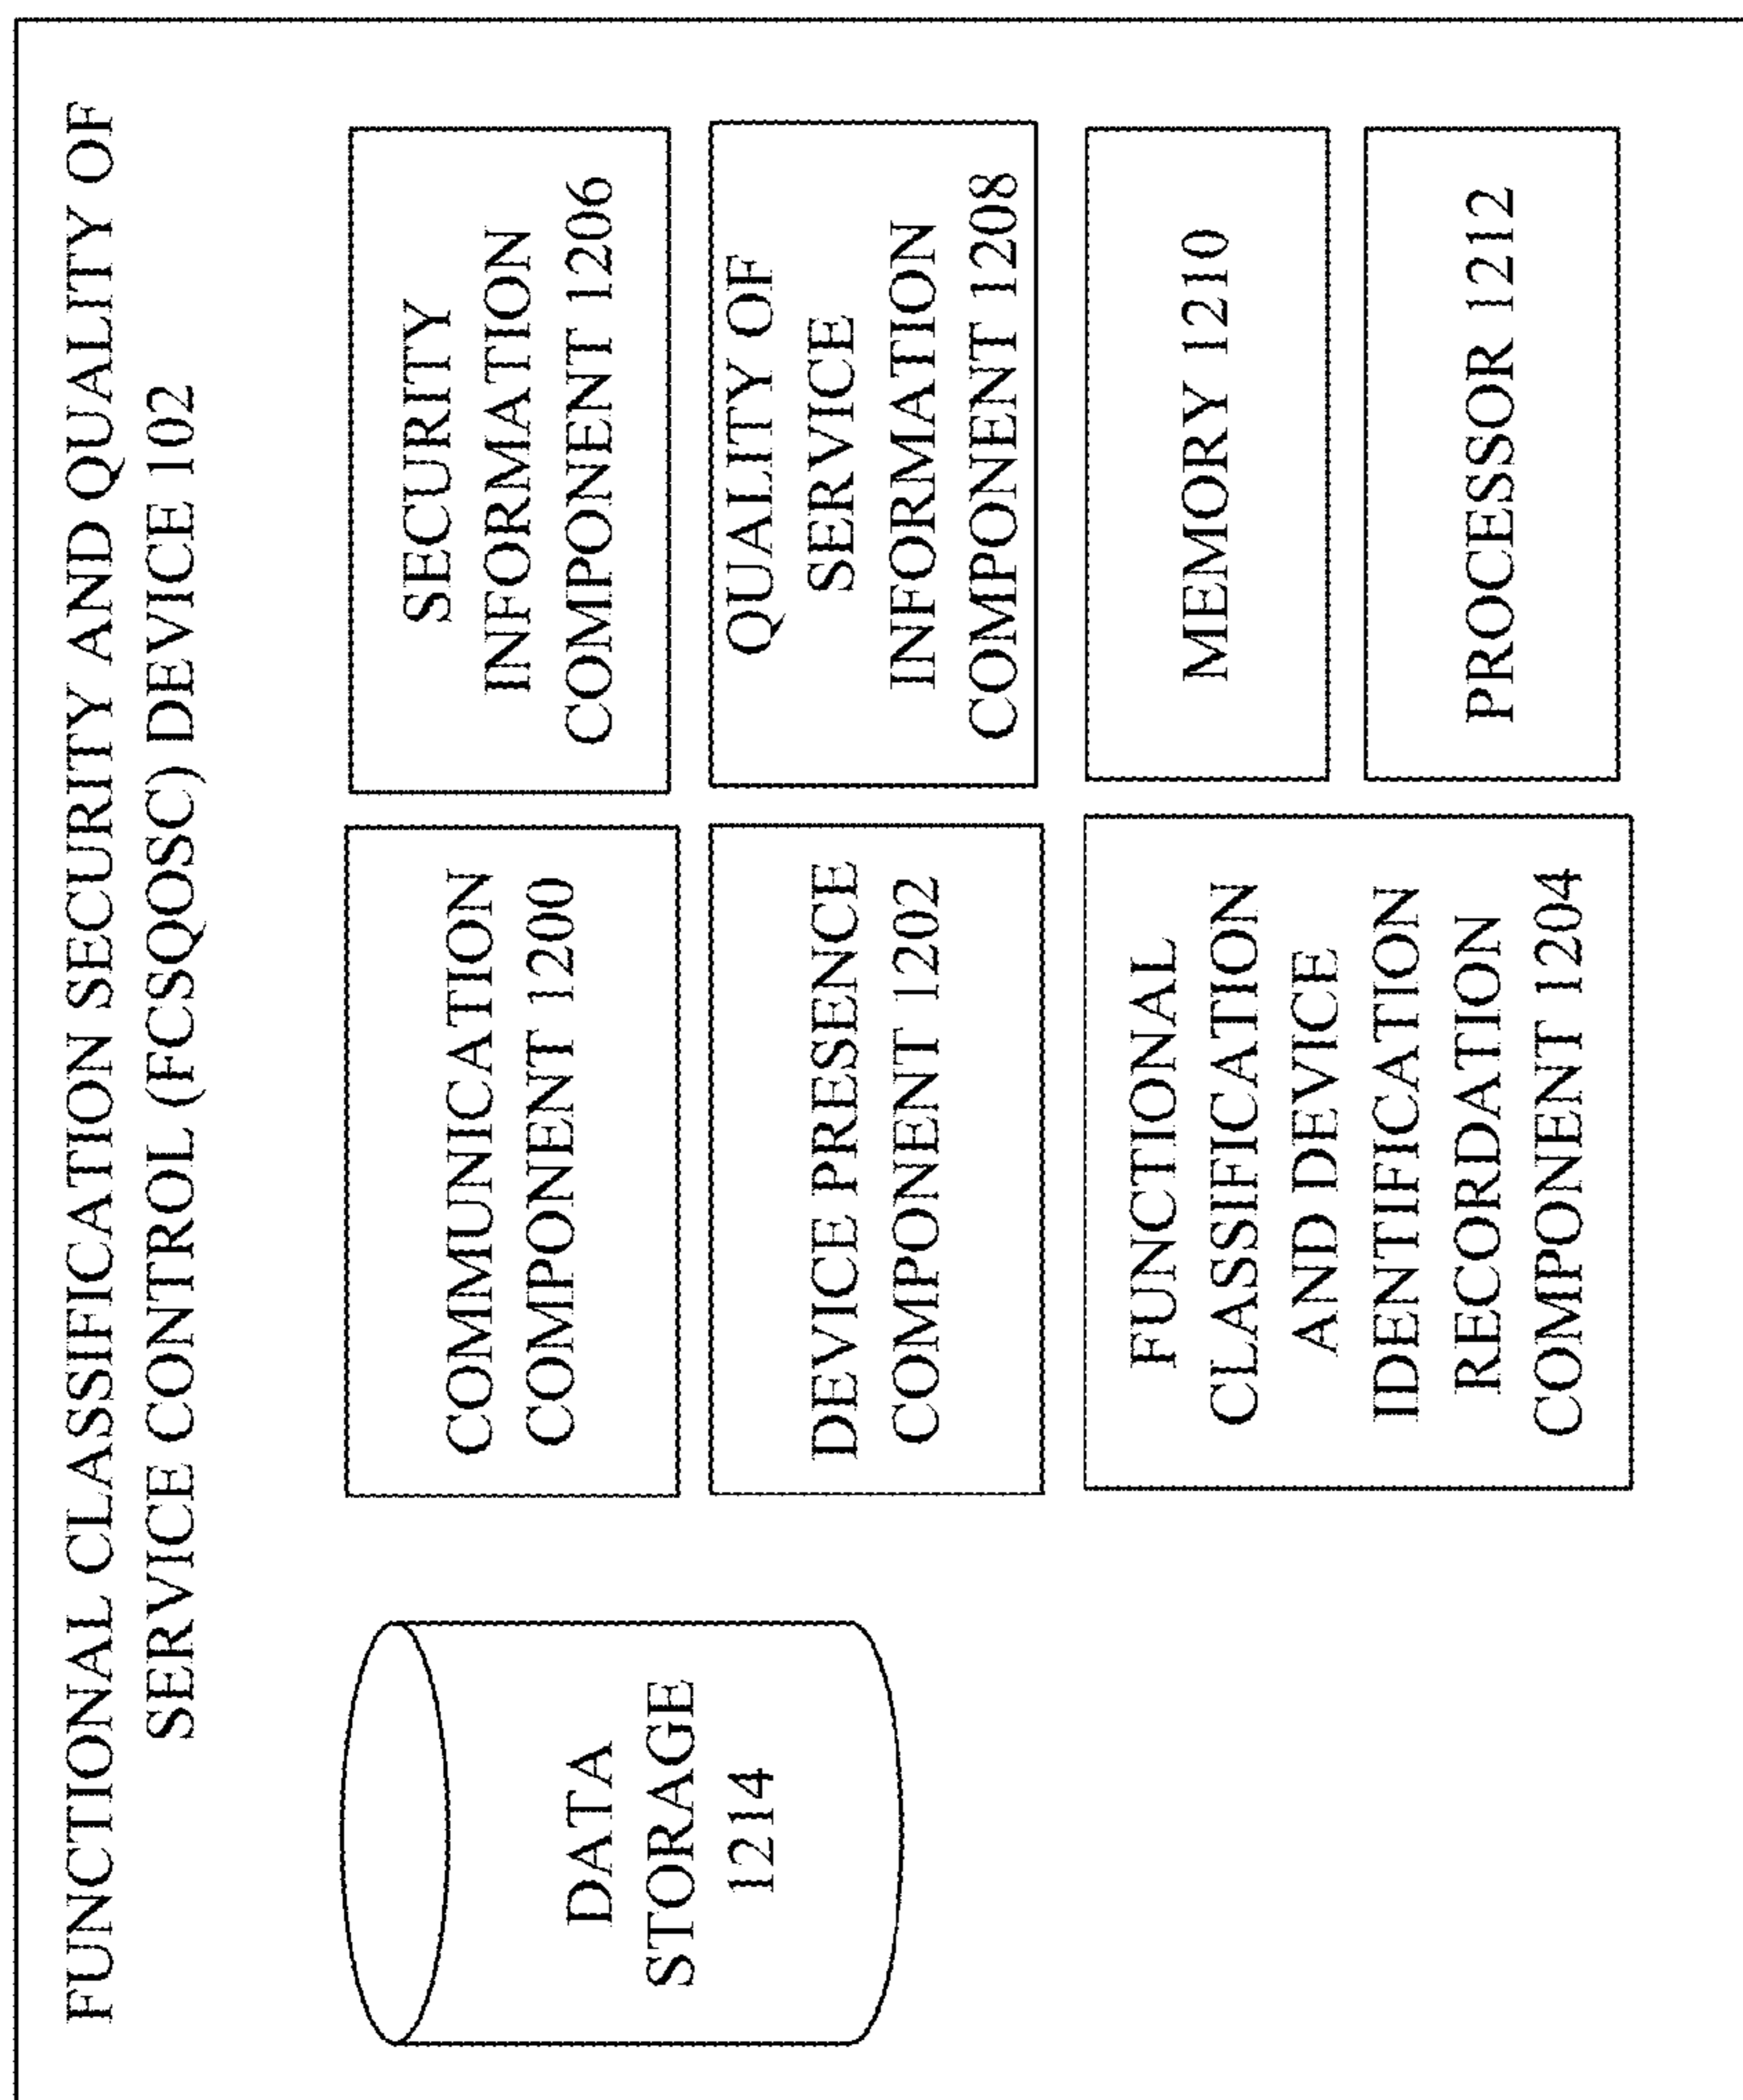 FUNCTIONAL CLASSIFICATION SECURITY AND QUALITY OF
SERVICE CONTROL (FCSQOSC) DEVICE 102
DATA
STORAGE
1214
COMMUNICATION
COMPONENT 1200
DEVICE PRESENCE
COMPONENT 1202
FUNCTIONAL
CLASSIFICATION
AND DEVICE
IDENTIFICATION
RECORDATION
COMPONENT 1204
SECURITY
INFORMATION
COMPONENT 1206
QUALITY OF
SERVICE
INFORMATION
COMPONENT 1208
MEMORY 1210
PROCESSOR 1212